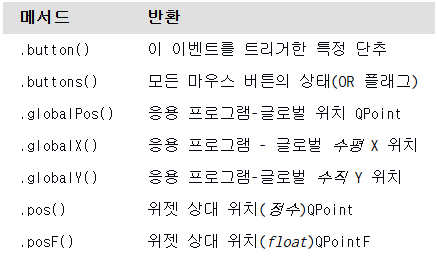 메서드 반환
.button() 이 이벤트를 트리거한 특정 단추
.buttons() 모든 마우스 버튼의 상태(OR 플래그)
.globalPos() 응용 프로그램-글로벌 위치 QPoint
.globalX() 응용 프로그램 - 글로벌 수평 X 위치
.globalY() 응용 프로그램-글로벌 수직 Y 위치
.pos() 위젯 상대 위치(정수)QPoint
.posF() 위젯 상대 위치(float)QPointF